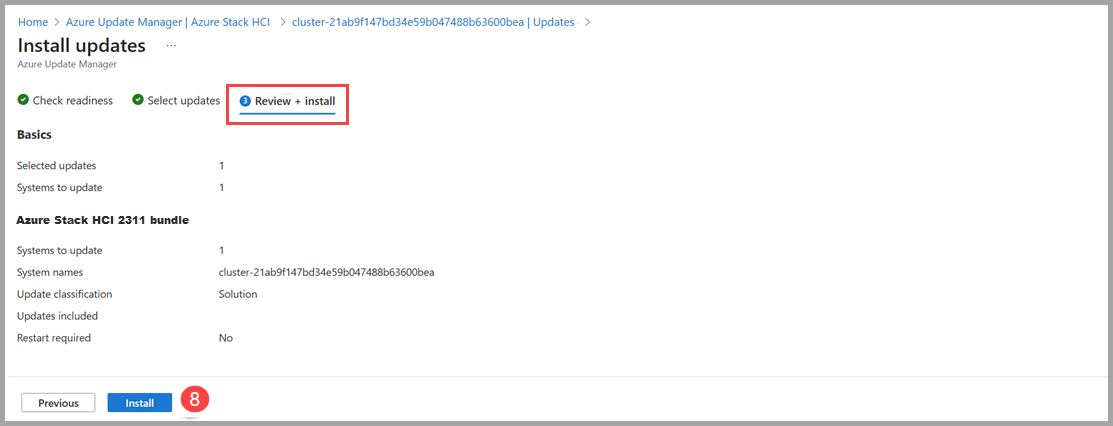 Home > Azure Update Manager | Azure Stack HCI > cluster-21ab9f147bd34e59b047488b63600bea | Updates >
Install updates ...
Azure Update Manager
Check readiness Select updates 3 Review + install
Basics
Selected updates 1
Systems to update 1
Azure Stack HCI 2311 bundle
Systems to update 1
System names cluster-21ab9f147bd34e59b047488b63600bea
Update classification Solution
Updates included
Restart required No
Previous Install 8